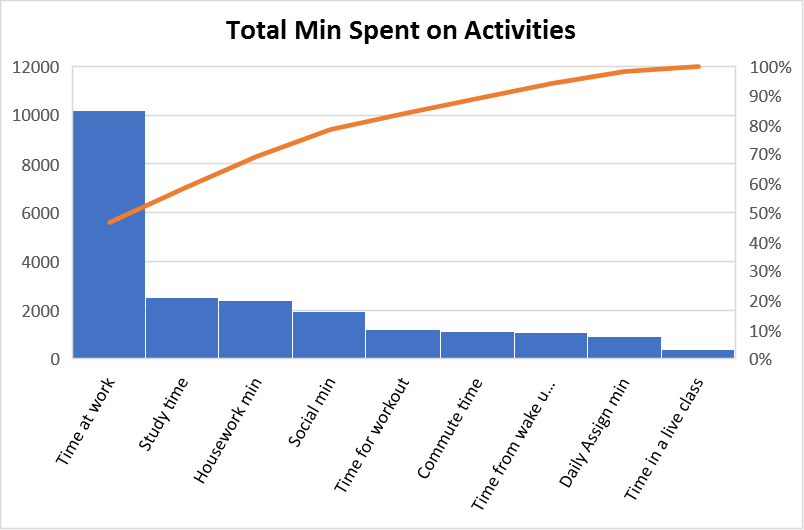 Total Min Spent on Activities
12000
10000
8000
6000
4000
2000
0
100%
90%
80%
70%
60%
50%
40%
30%
20%
10%
0%
Time at work
Study time
Housework min
Social min
Time for workout
Commute time
Time from wake u...
Daily Assign min
Time in a live class